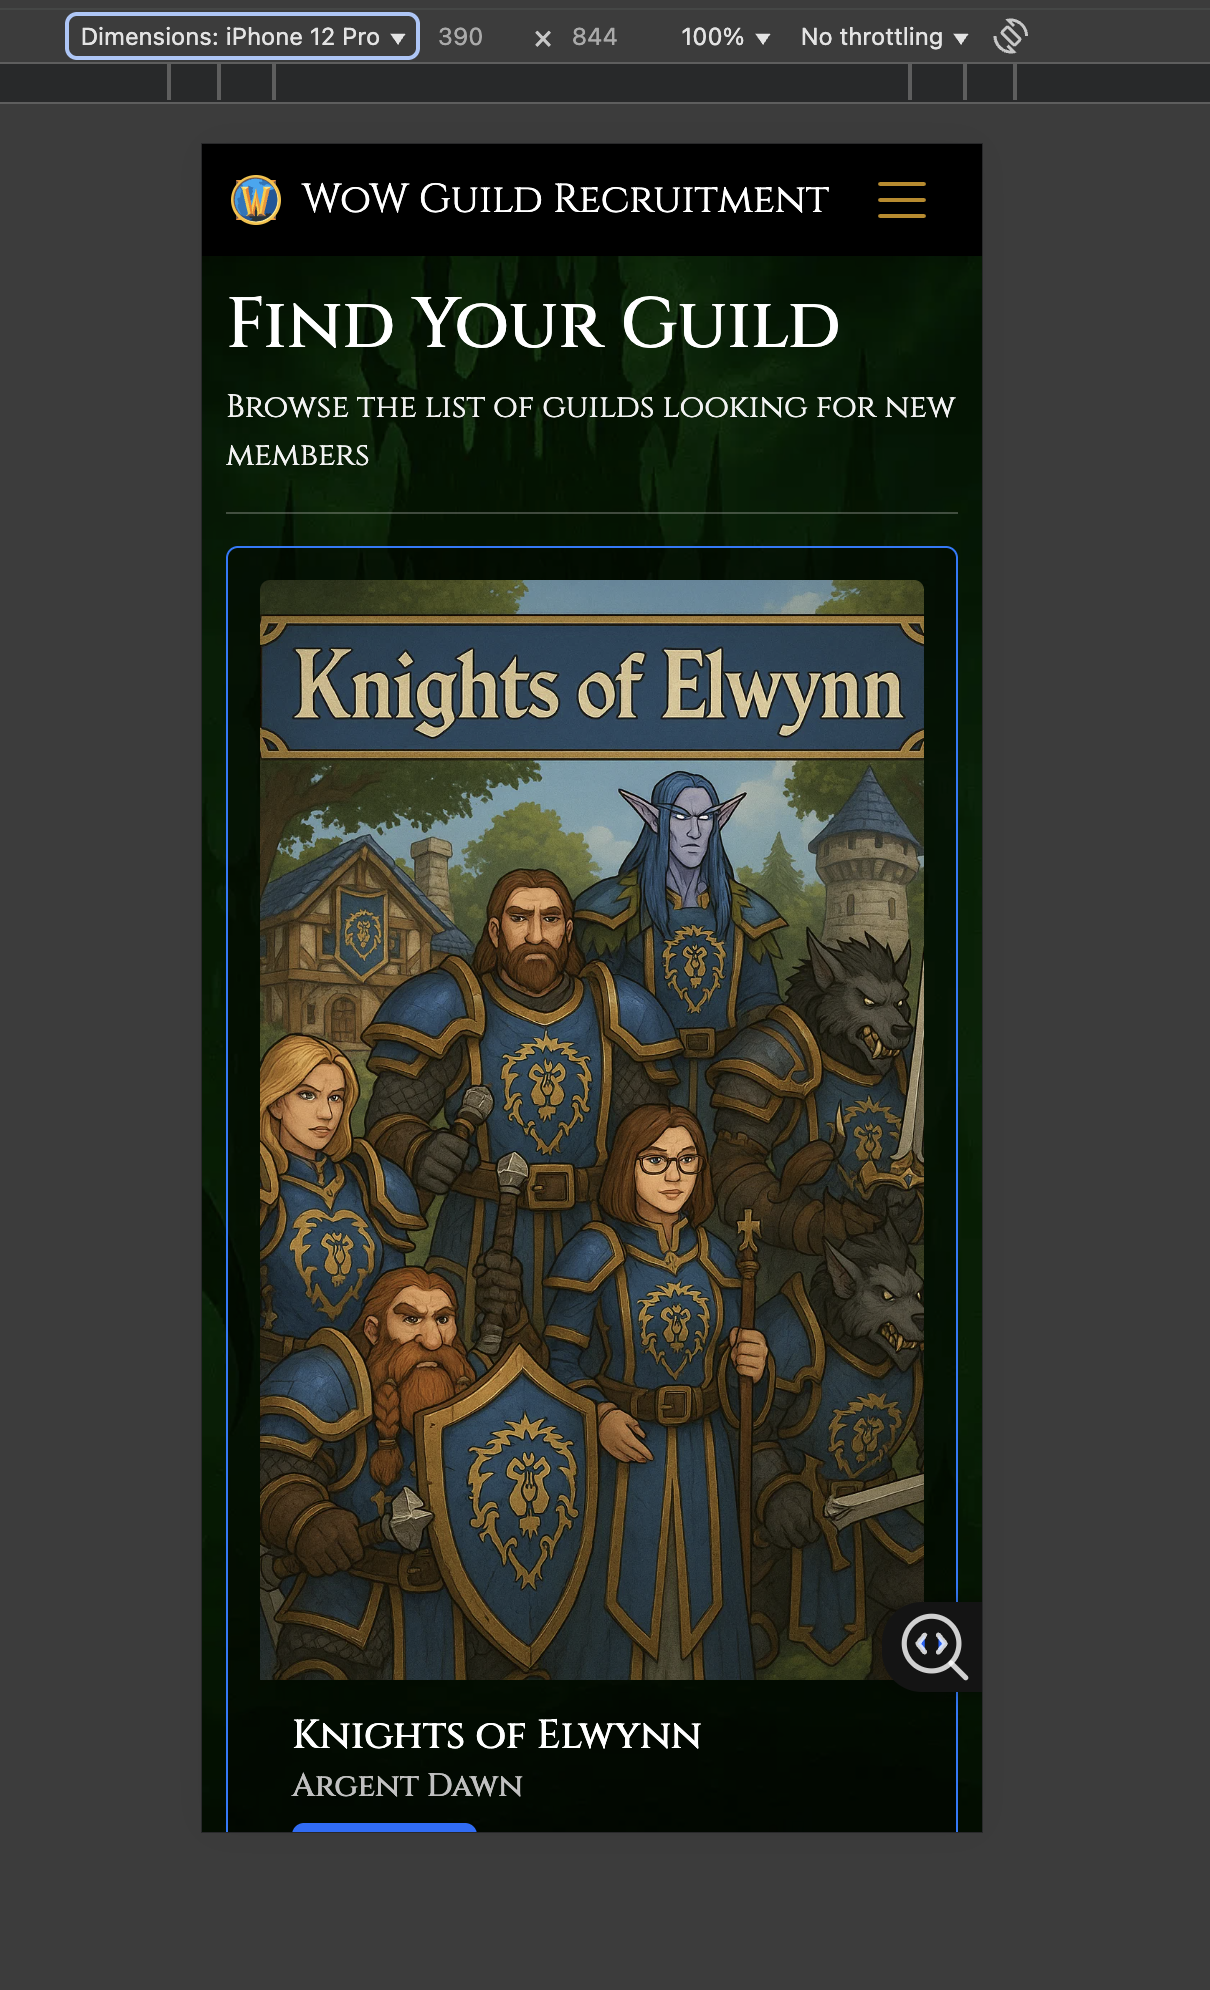 Dimensions: iPhone 12 Pro ▼ 390 × 844 100% ▼ No throttling ▼
W WoW Guild Recruitment
Find Your Guild
Browse the list of guilds looking for new
members
Knights of Elwynn
Knights of Elwynn
Argent Dawn